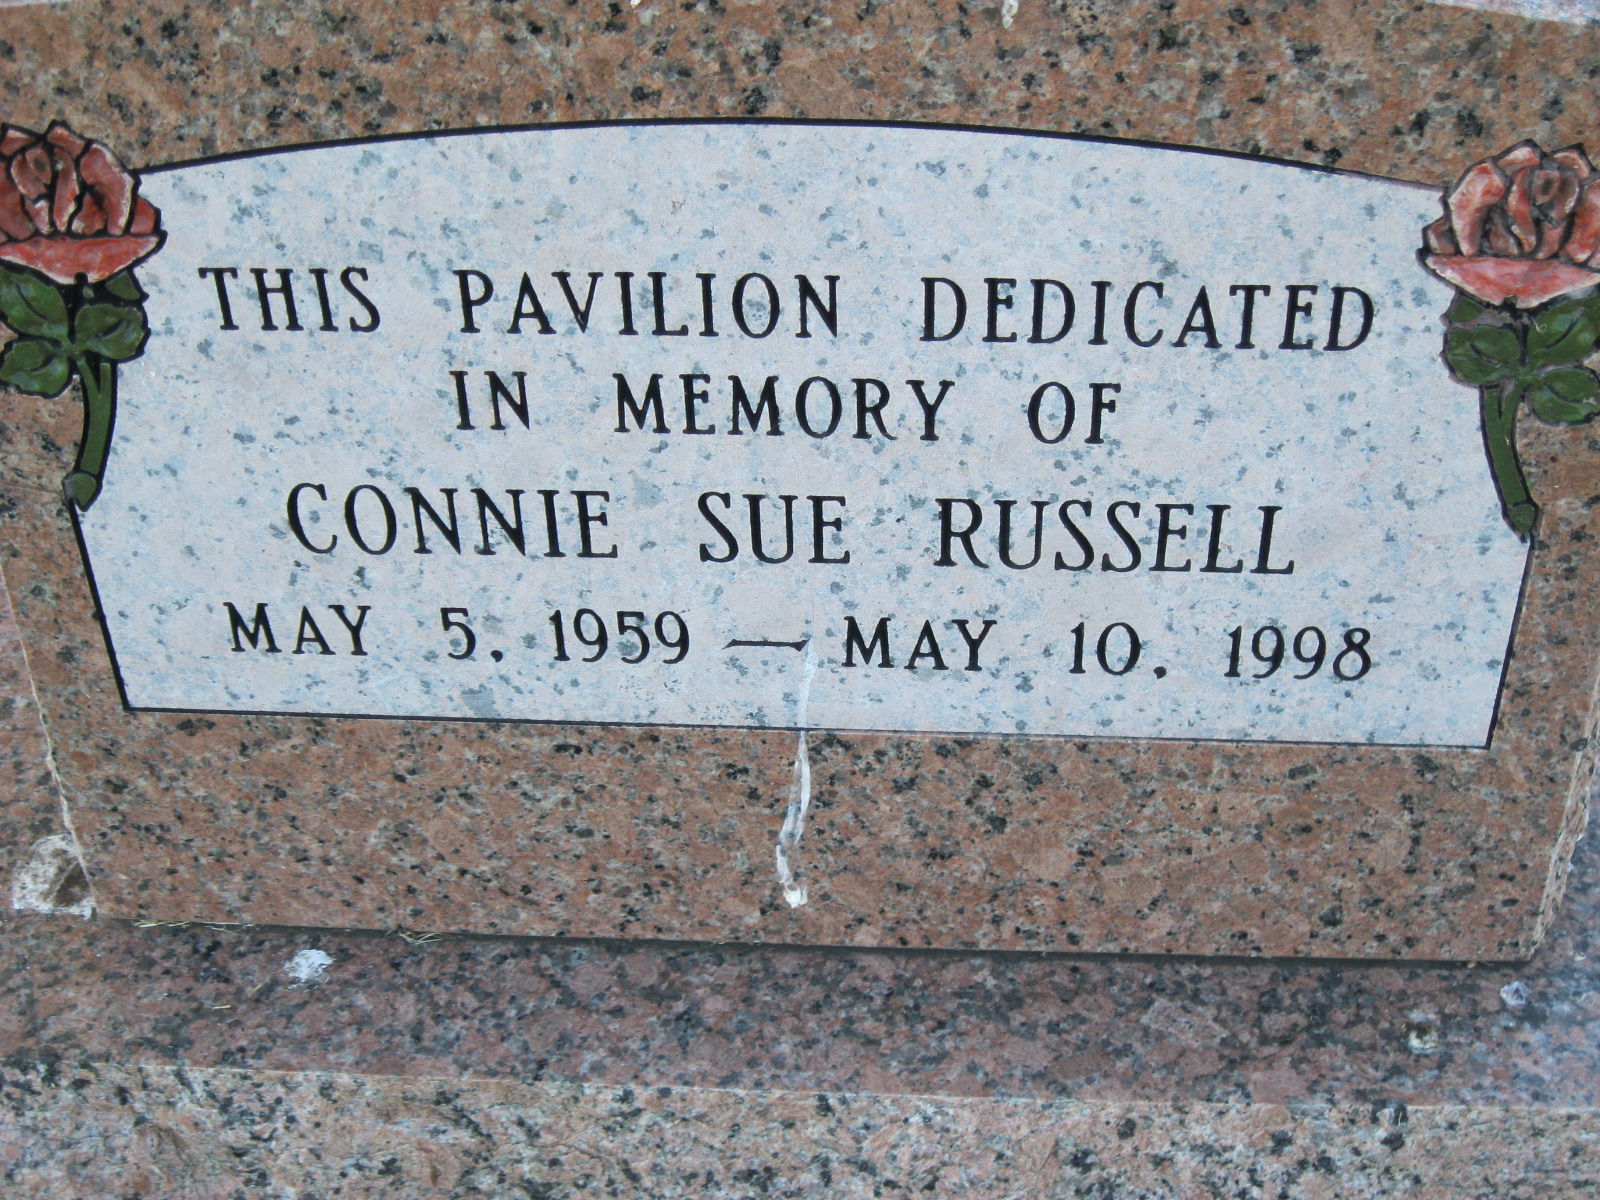 THIS PAVILION DEDICATED
IN MEMORY OF
CONNIE SUE RUSSELL
MAY 5, 1959 — MAY 10, 1998